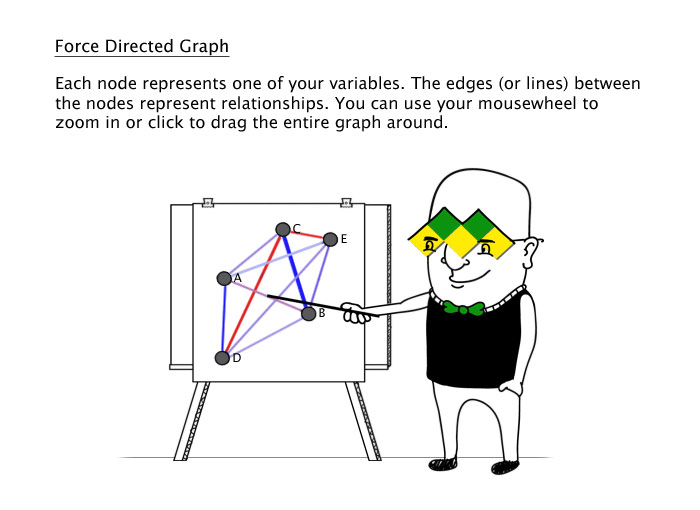 Force Directed Graph
Each node represents one of your variables. The edges (or lines) between
the nodes represent relationships. You can use your mousewheel to
zoom in or click to drag the entire graph around.
C
E
A
B
D